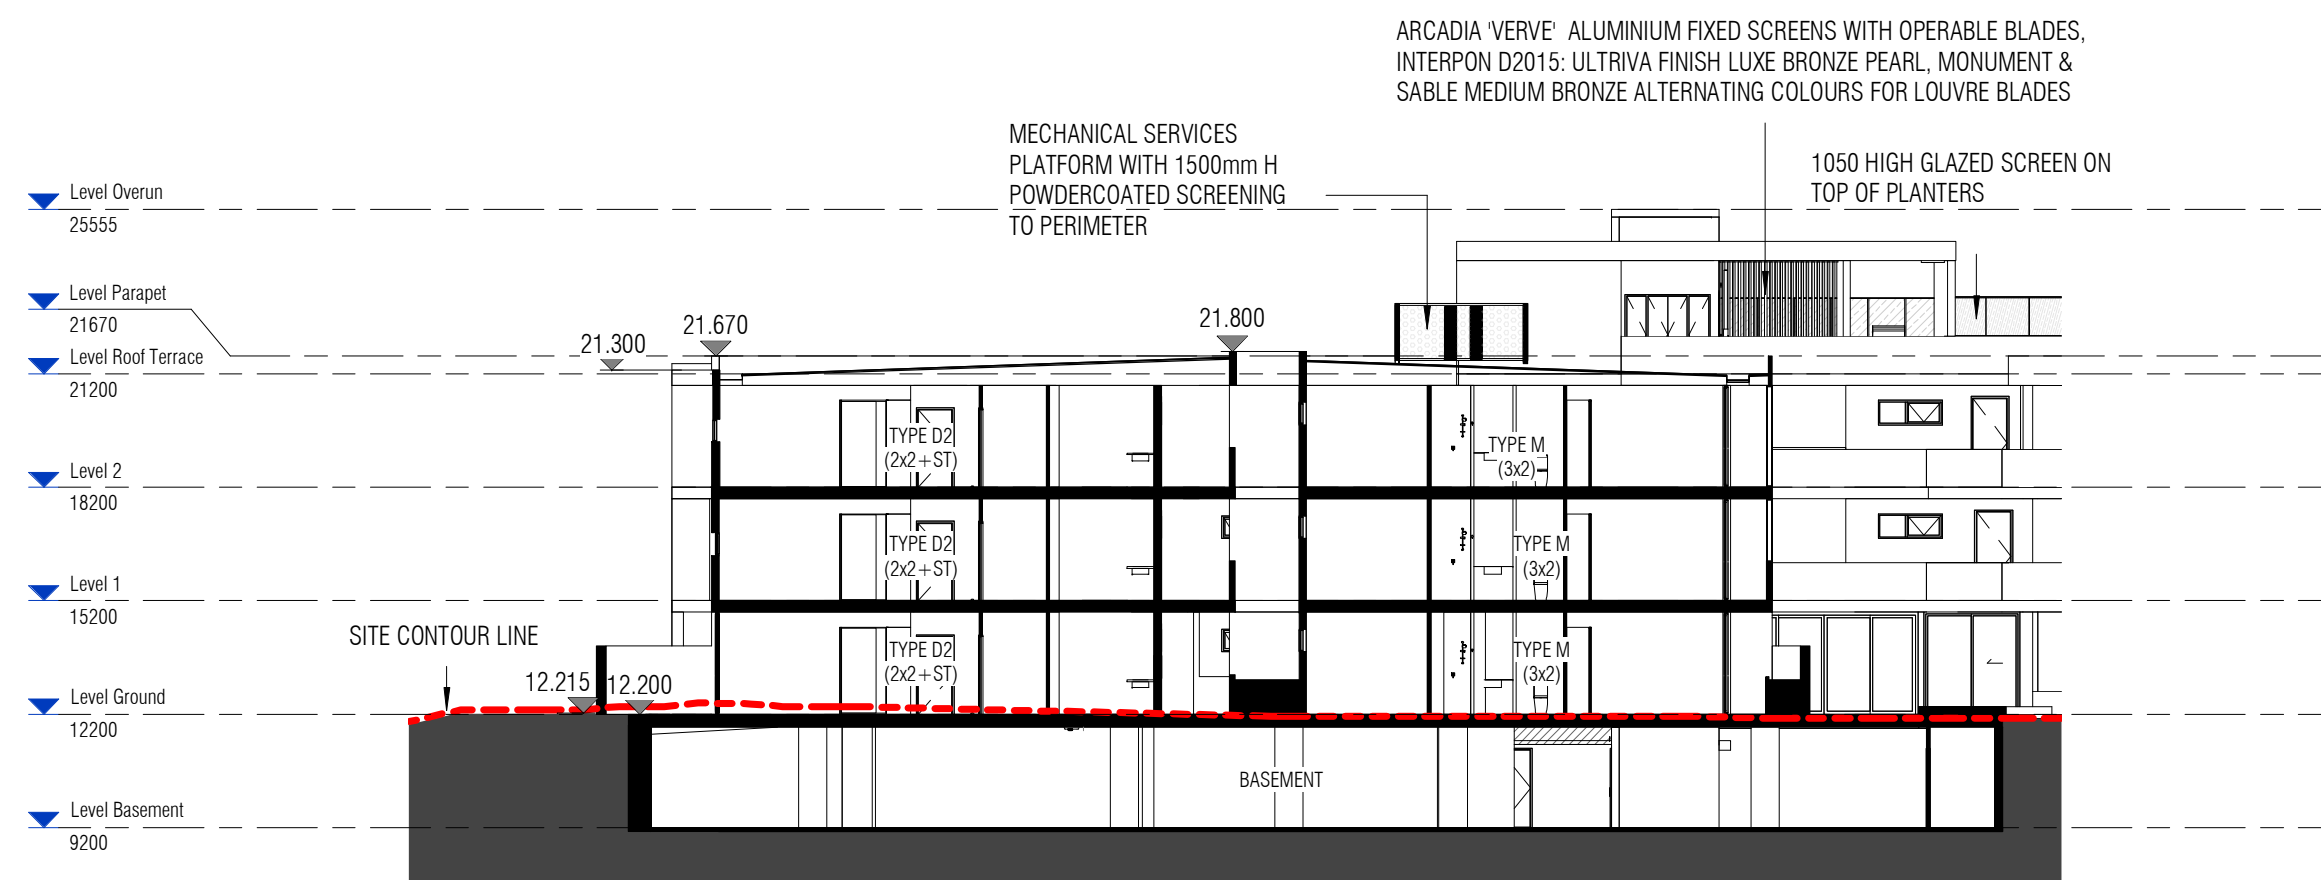 ARCADIA 'VERVE' ALUMINIUM FIXED SCREENS WITH OPERABLE BLADES,
INTERPON D2015: ULTRIVA FINISH LUXE BRONZE PEARL, MONUMENT &
SABLE MEDIUM BRONZE ALTERNATING COLOURS FOR LOUVRE BLADES
MECHANICAL SERVICES
PLATFORM WITH 1500mm H
POWDERCOATED SCREENING
TO PERIMETER
1050 HIGH GLAZED SCREEN ON
TOP OF PLANTERS
Level Overun
25555
Level Parapet
21670
Level Roof Terrace
21200
21.300
21.670
21.800
TYPE D2
(2x2+ST)
TYPE M
(3x2)
Level 2
18200
TYPE D2
(2x2+ST)
TYPE M
(3x2)
Level 1
15200
SITE CONTOUR LINE
TYPE D2
(2x2+ST)
TYPE M
(3x2)
12.215
12.200
Level Ground
12200
BASEMENT
Level Basement
9200